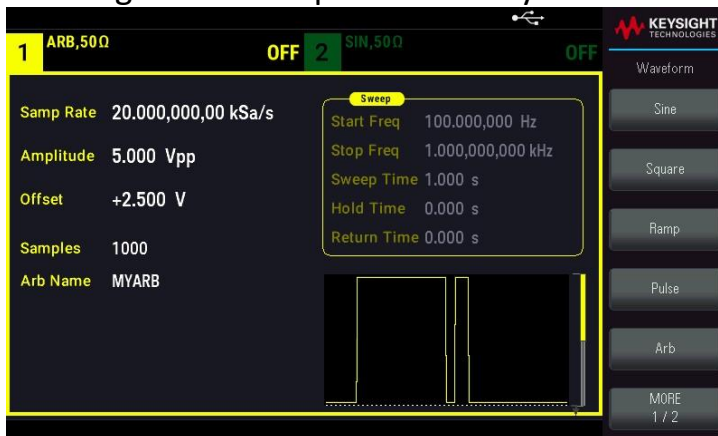 KEYSIGHT
TECHNOLOGIES
1 ARB,50Ω OFF 2 SIN,50Ω OFF
Waveform
Samp Rate 20.000,000,00 kSa/s
Amplitude 5.000 Vpp
Offset +2.500 V
Samples 1000
Arb Name MYARB
Sweep
Start Freq 100.000,000 Hz
Stop Freq 1.000,000,000 kHz
Sweep Time 1.000 s
Hold Time 0.000 s
Return Time 0.000 s
Sine
Square
Ramp
Pulse
Arb
MORE
1 / 2